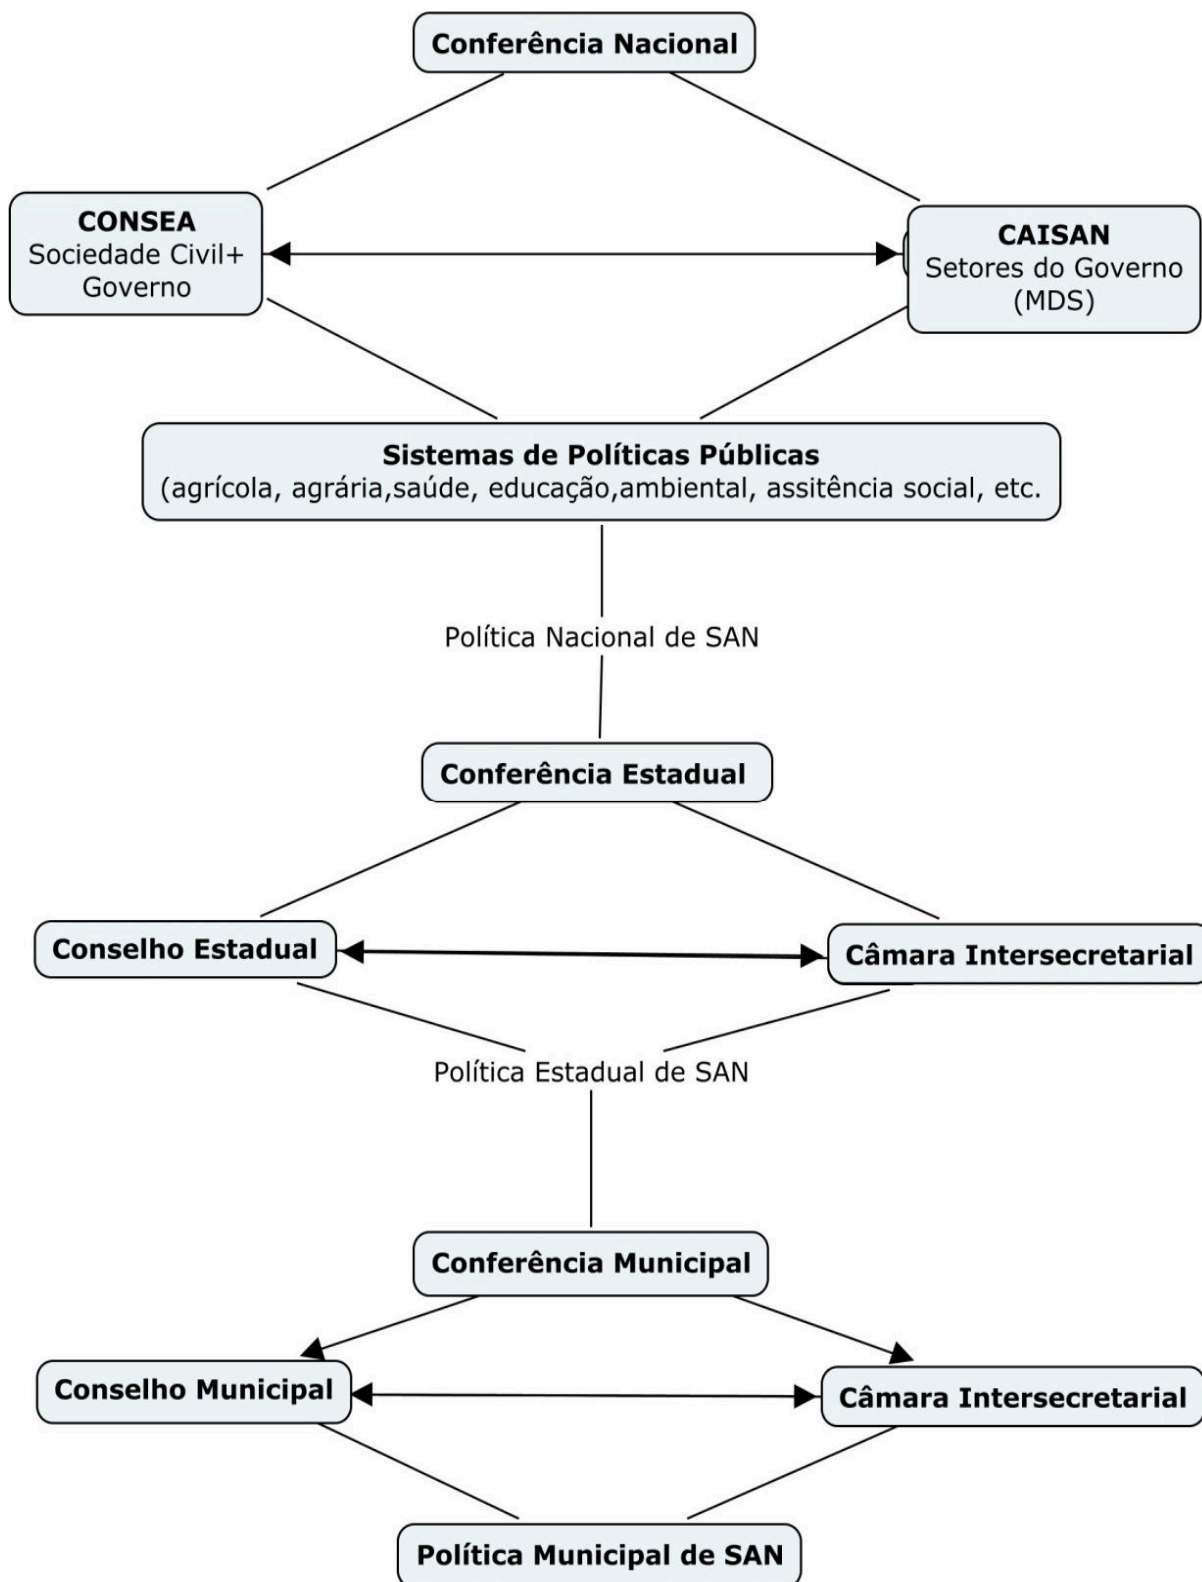 Conferência Nacional
CONSEA
Sociedade Civil+
Governo
CAISAN
Setores do Governo
(MDS)
Sistemas de Políticas Públicas
(agrícola, agrária,saúde, educação,ambiental, assitência social, etc.
Política Nacional de SAN
Conferência Estadual
Conselho Estadual
Câmara Intersecretarial
Política Estadual de SAN
Conferência Municipal
Conselho Municipal
Câmara Intersecretarial
Política Municipal de SAN